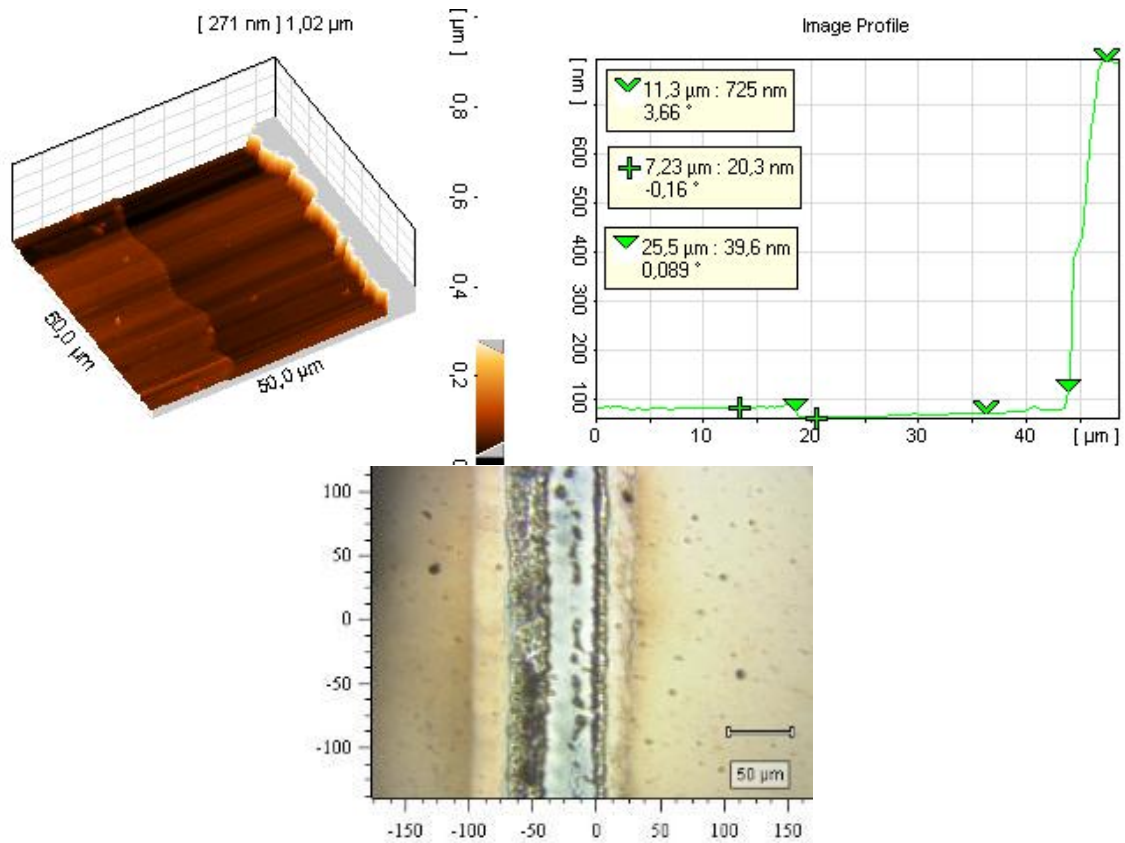 [ 271 nm ] 1,02 µm
[ µm ]
0,8
0,6
0,4
0,2
0
50,0 µm
50,0 µm
Image Profile
[ nm ]
11,3 µm : 725 nm
3,66 °
7,23 µm : 20,3 nm
-0,16 °
25,5 µm : 39,6 nm
0,089 °
600
500
400
300
200
100
0
10
20
30
40
[ µm ]
100
50
0
-50
-100
50 µm
-150
-100
-50
0
50
100
150